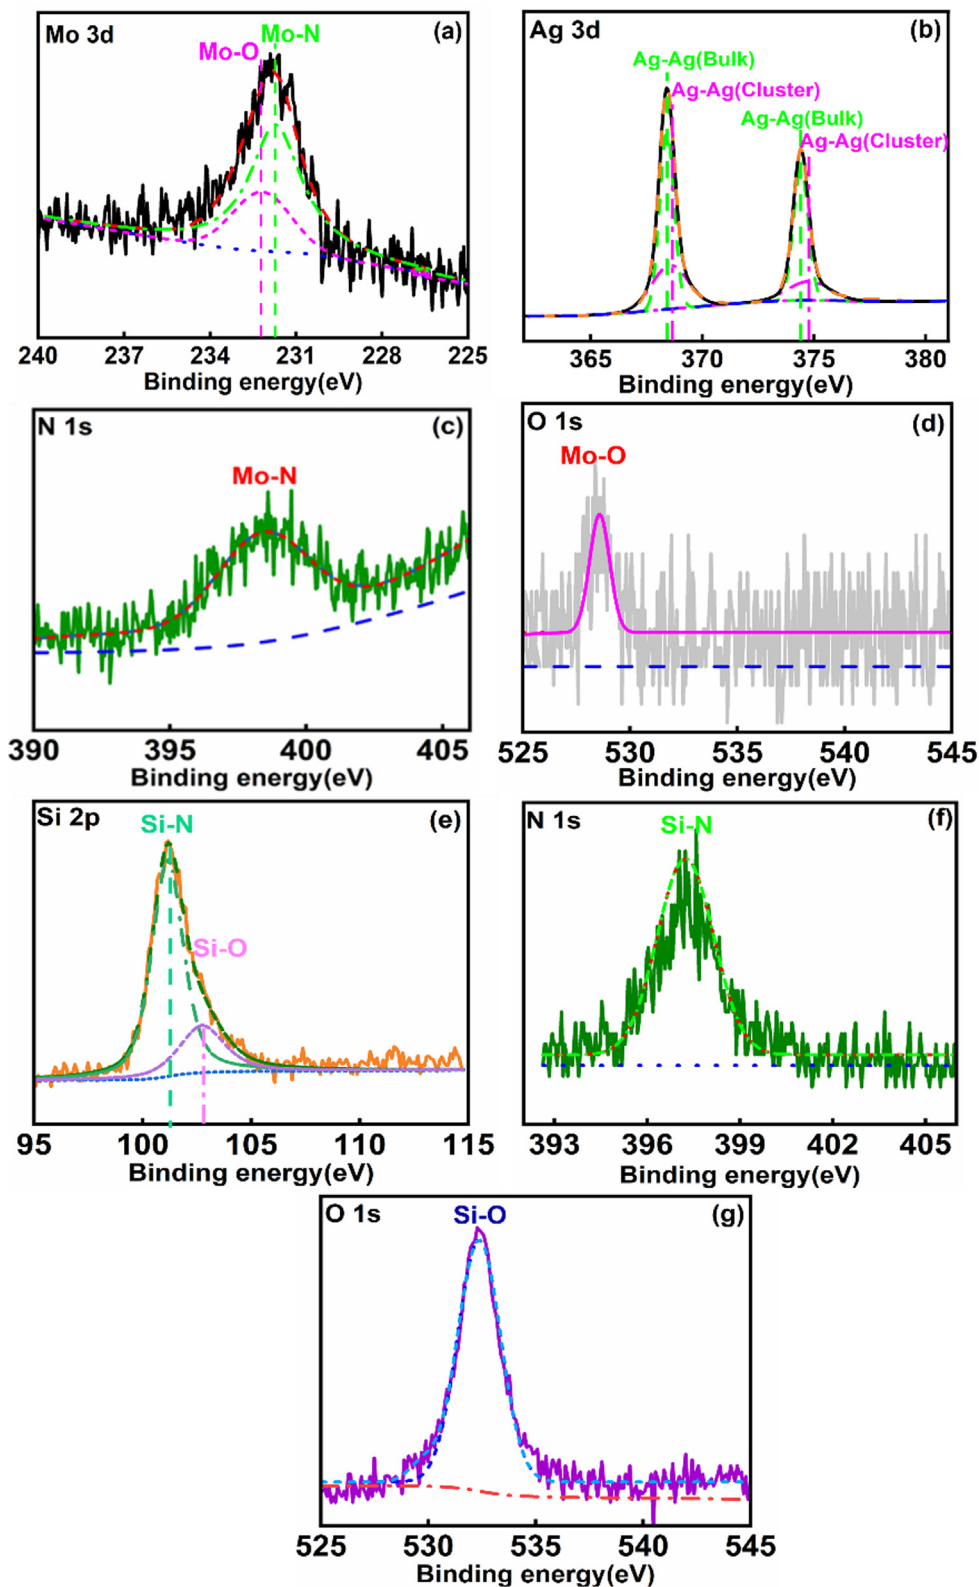 Mo 3d
Mo-N
(a)
Mo-O
240 237 234 231 228 225
Binding energy(eV)
Ag 3d
(b)
Ag-Ag(Bulk)
Ag-Ag(Cluster)
Ag-Ag(Bulk)
Ag-Ag(Cluster)
365 370 375 380
Binding energy(eV)
N 1s
(c)
Mo-N
390 395 400 405
Binding energy(eV)
O 1s
(d)
Mo-O
525 530 535 540 545
Binding energy(eV)
Si 2p
Si-N
(e)
Si-O
95 100 105 110 115
Binding energy(eV)
N 1s
Si-N
(f)
393 396 399 402 405
Binding energy(eV)
O 1s
Si-O
(g)
525 530 535 540 545
Binding energy(eV)